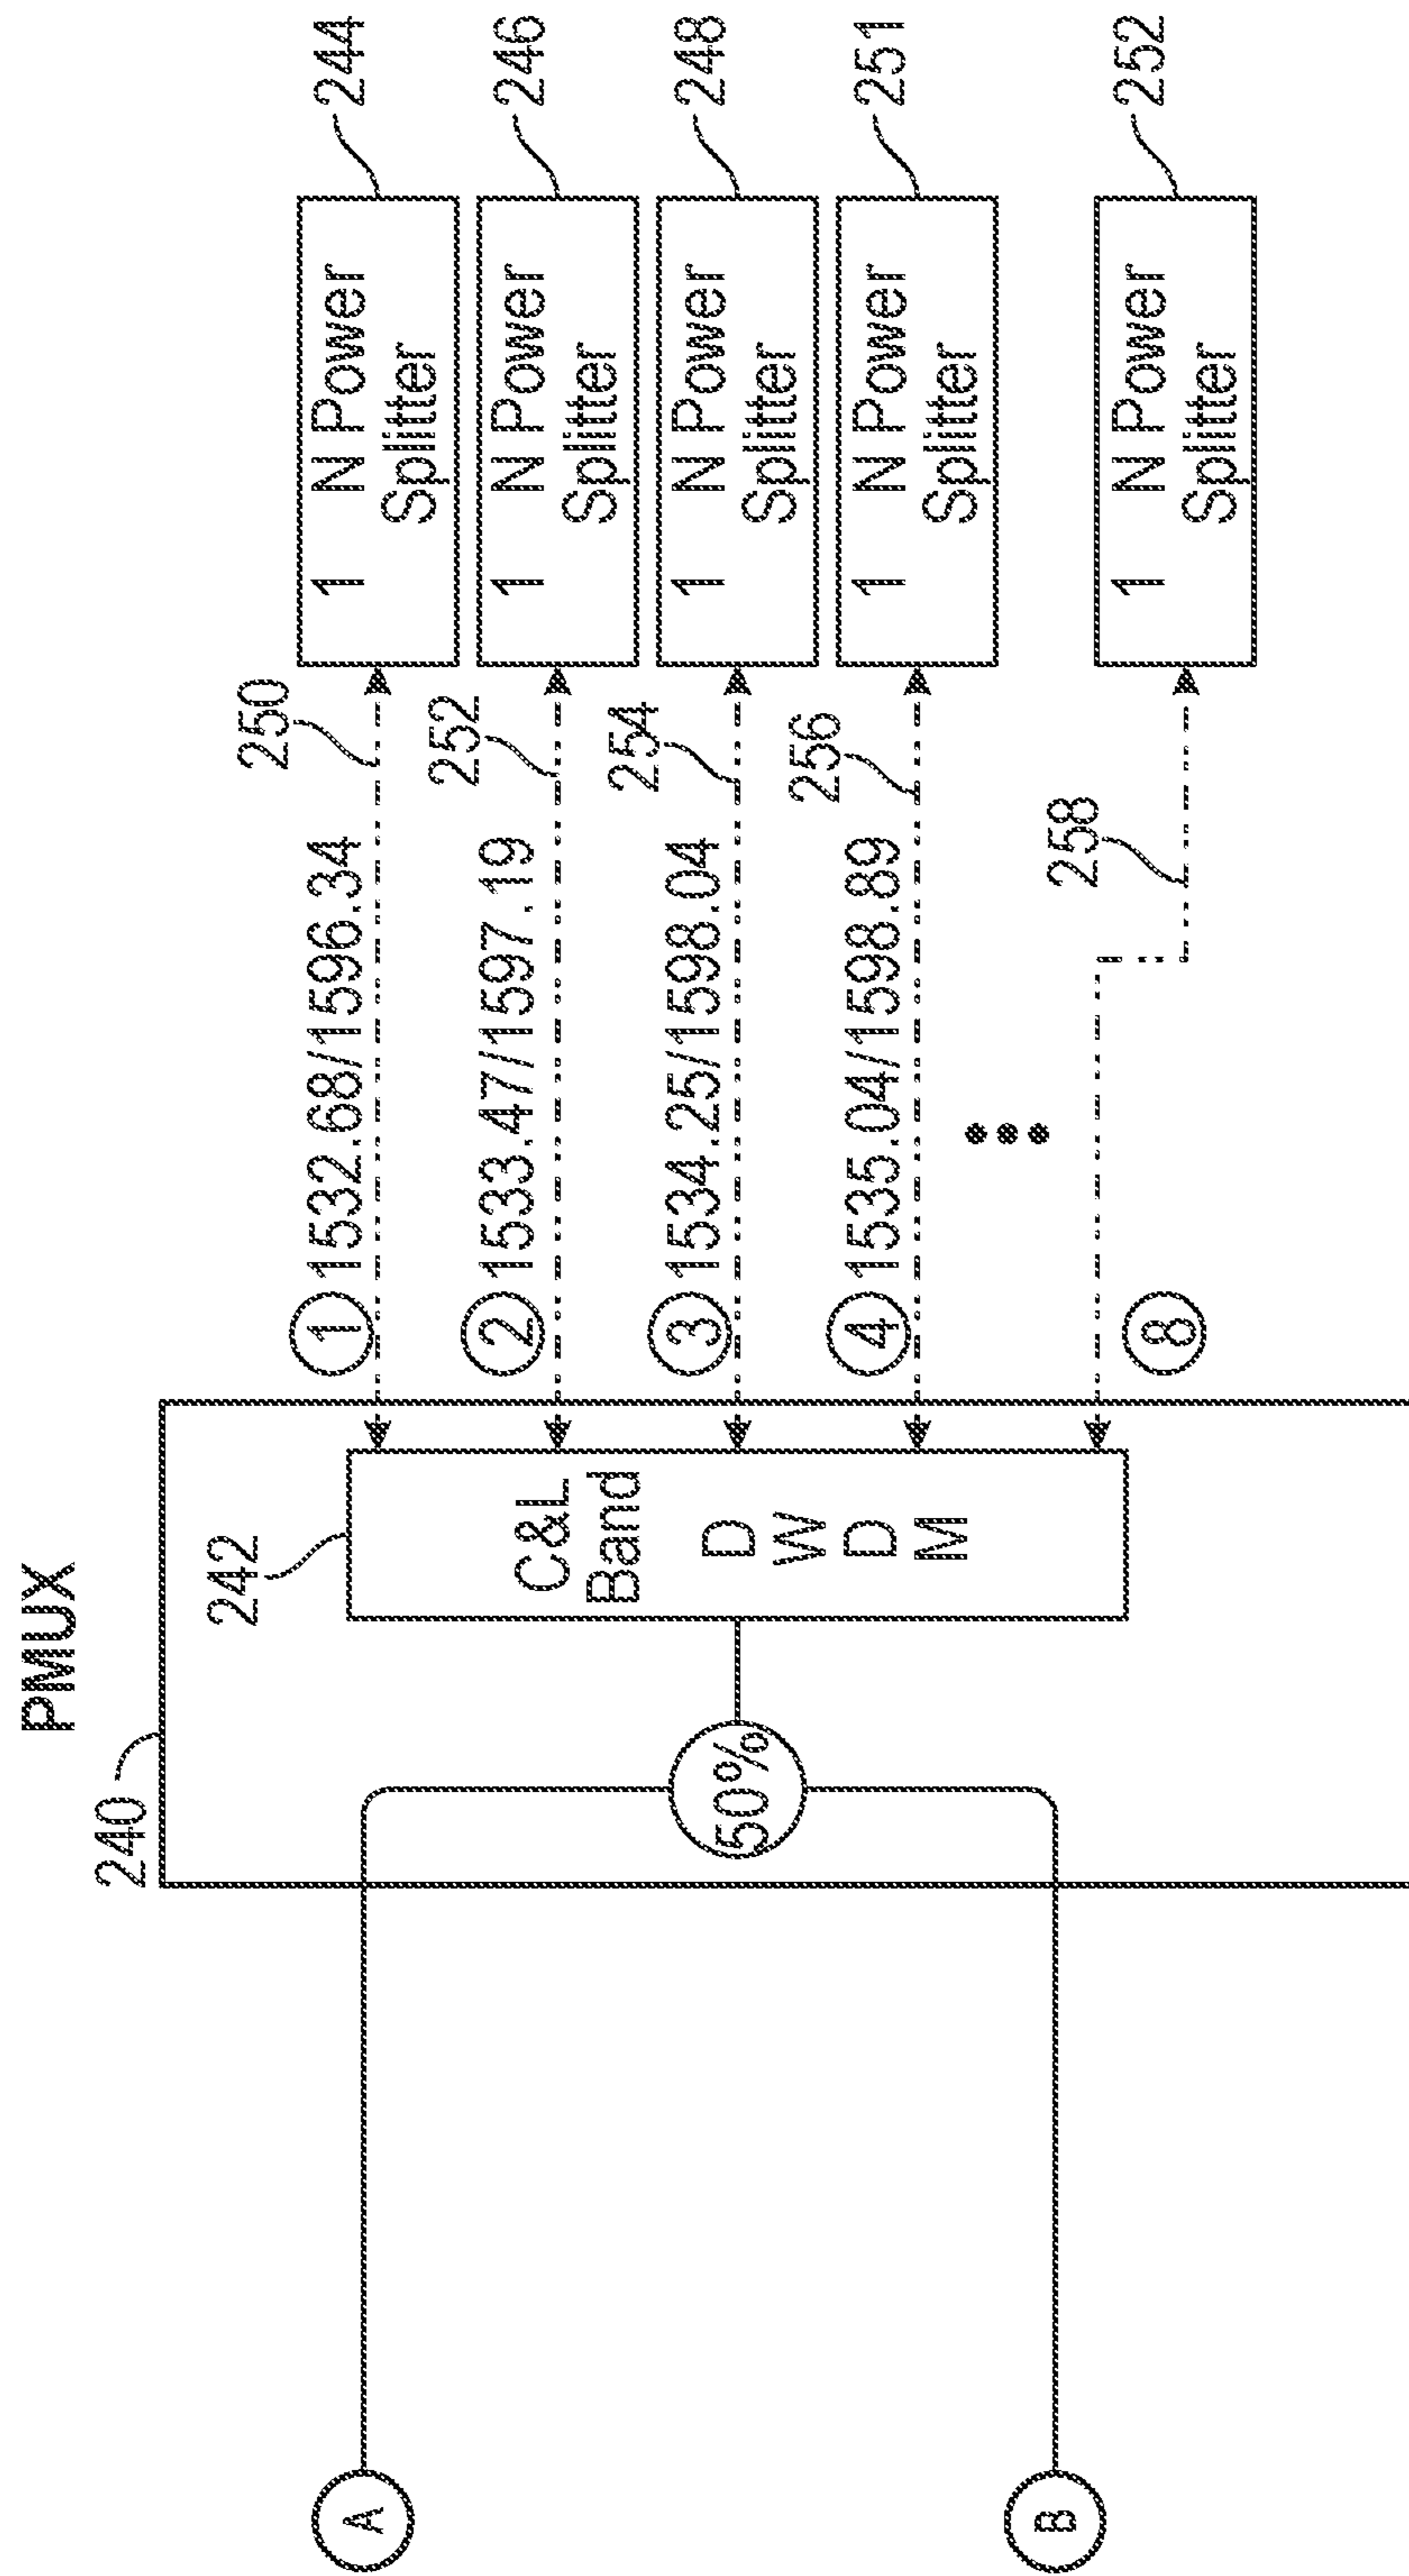 PMUX
240
242
C&L
Band
D
W
D
M
50%
A
B
1
1532.68/1596.34
250
1 N Power
Splitter
244
2
1533.47/1597.19
252
1 N Power
Splitter
246
3
1534.25/1598.04
254
1 N Power
Splitter
248
4
1535.04/1598.89
256
1 N Power
Splitter
251
8
258
1 N Power
Splitter
252